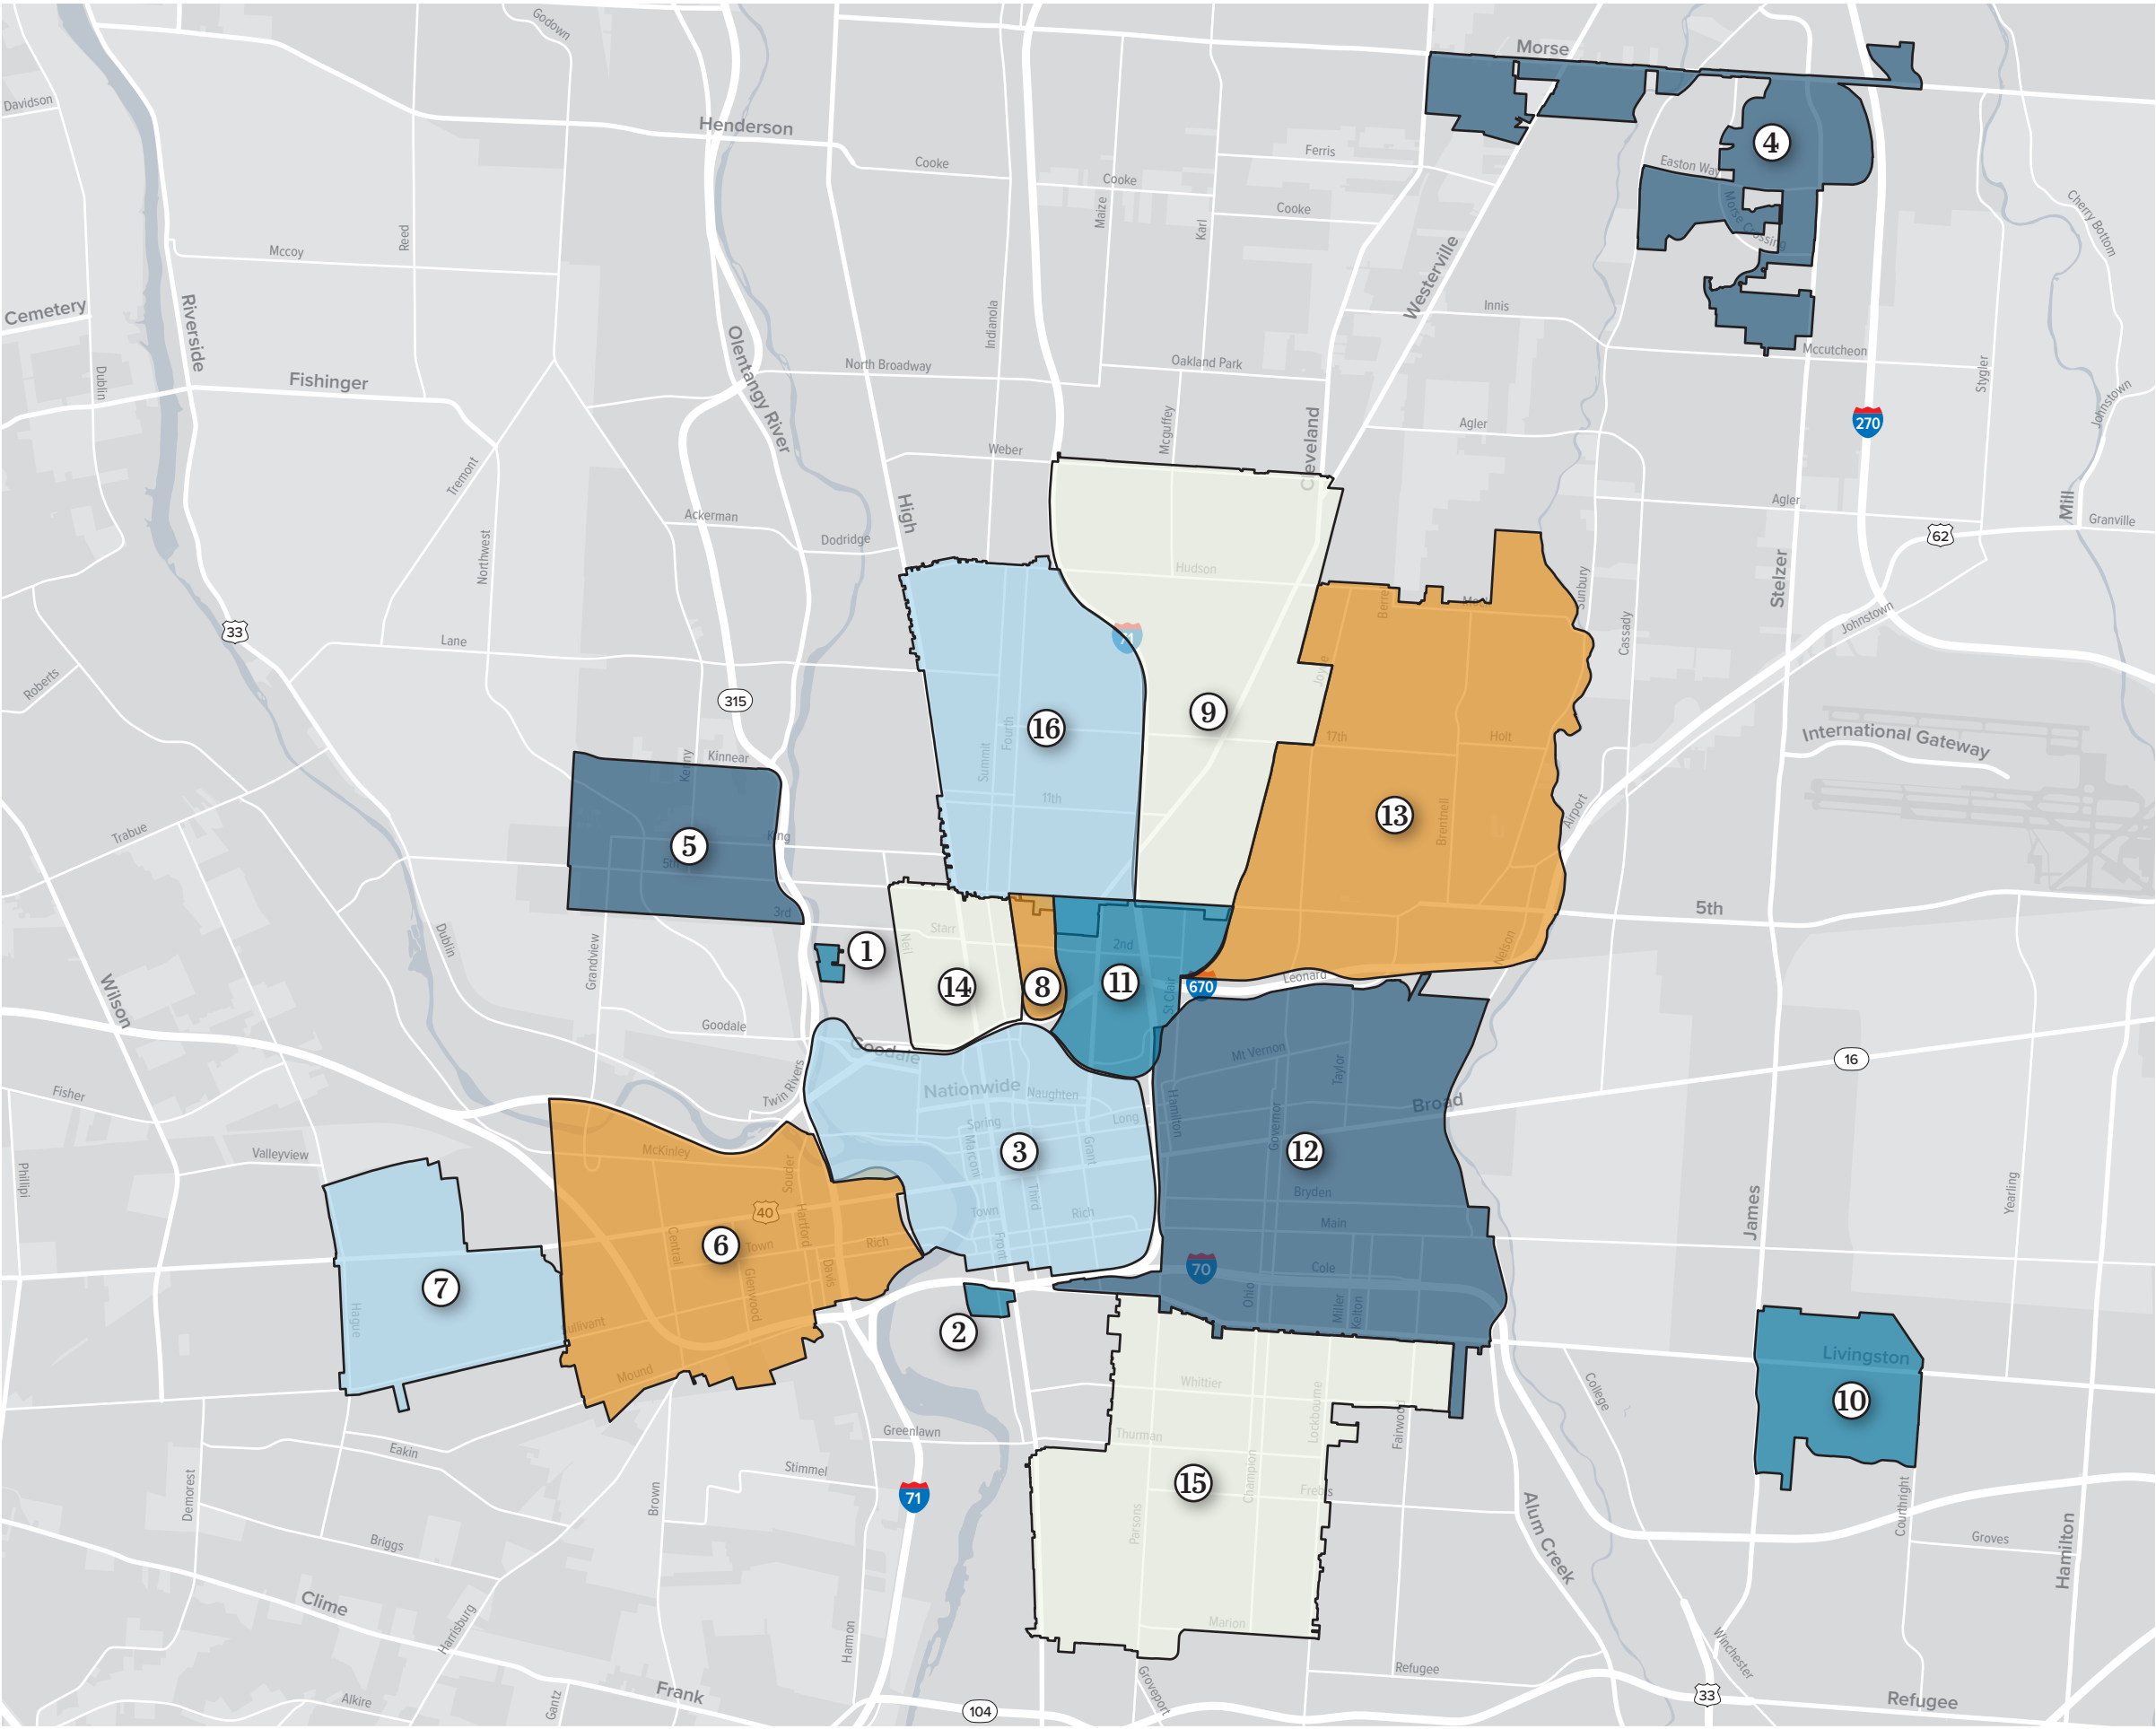 Godown
Morse
Davidson
Henderson
Cooke
Ferris
4
Easton Way
Cooke
Maize
Karl
Cooke
Morse Crossing
Cherry Bottom
Reed
Mccoy
Westerville
Cemetery
Riverside
Indianola
Innis
Olentangy River
North Broadway
Oakland Park
Mccutcheon
Dublin
Fishinger
Stygler
Johnstown
Mcguffey
Cleveland
Agler
270
Weber
Tremont
High
Agler
Mill
Granville
Ackerman
Dodridge
Northwest
62
Hudson
Stelzer
Sunbury
Berrell
Mock
Johnstown
33
Lane
71
Cassady
Roberts
Joyce
315
16
9
Fourth
Summit
17th
Holt
International Gateway
Kenny
Kinnear
11th
13
Brentnell
Airport
Trabue
King
5
5th
3rd
5th
Starr
Neil
2nd
Dublin
Grandview
1
Nelson
14
8
11
St Clair
670
Leonard
Wilson
Goodale
Goodale
Mt Vernon
16
Twin Rivers
Taylor
Fisher
Nationwide
Naughten
Hamilton
Broad
Spring
Long
Governor
McKinley
Marconi
Grant
3
12
Valleyview
Souder
Phillipi
Third
Bryden
Yearling
40
Hartford
Town
Rich
Main
James
Central
6
Town
Rich
Front
Cole
70
7
Glenwood
Davis
Ohio
Miller
Kelton
Hague
Sullivant
2
Livingston
Mound
Whittier
College
10
Lockbourne
Fairwood
Greenlawn
Thurman
Eakin
Stimmel
15
Champion
Frebis
Demorest
Brown
71
Parsons
Alum Creek
Courtright
Briggs
Groves
Hamilton
Clime
Harrisburg
Harmon
Marion
Winchester
Refugee
Alkire
Gantz
Frank
104
Groveport
33
Refugee